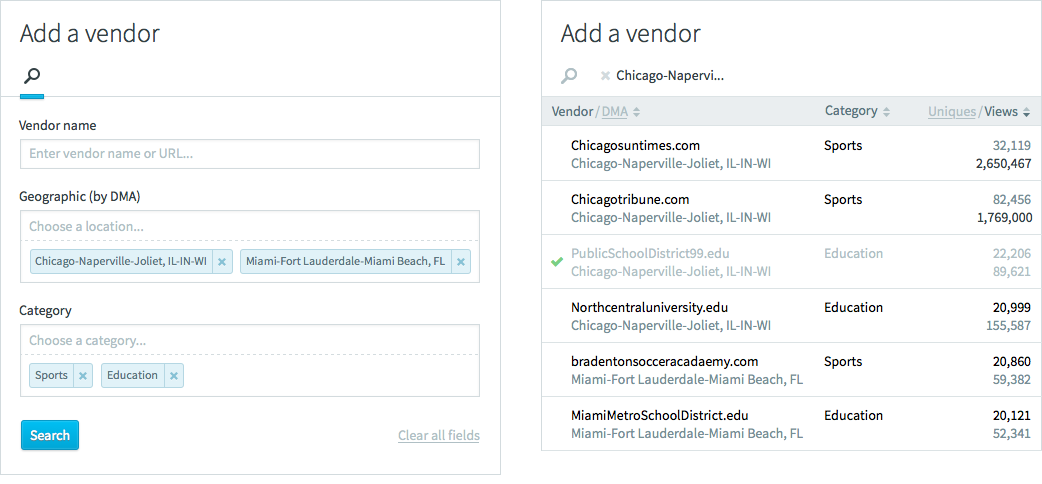 Add a vendor
Vendor name
Enter vendor name or URL...
Geographic (by DMA)
Choose a location...
Chicago-Naperville-Joliet, IL-IN-WI × Miami-Fort Lauderdale-Miami Beach, FL ×
Category
Choose a category...
Sports × Education ×
Search Clear all fields
Add a vendor
× Chicago-Napervi...
Vendor / DMA Category Uniques / Views
Chicagosuntimes.com Sports 32,119
Chicago-Naperville-Joliet, IL-IN-WI 2,650,467
Chicagotribune.com Sports 82,456
Chicago-Naperville-Joliet, IL-IN-WI 1,769,000
PublicSchoolDistrict99.edu Education 22,206
Chicago-Naperville-Joliet, IL-IN-WI 89,621
Northcentraluniversity.edu Education 20,999
Chicago-Naperville-Joliet, IL-IN-WI 155,587
bradentonsocceracadaemy.com Sports 20,860
Miami-Fort Lauderdale-Miami Beach, FL 59,382
MiamiMetroSchoolDistrict.edu Education 20,121
Miami-Fort Lauderdale-Miami Beach, FL 52,341